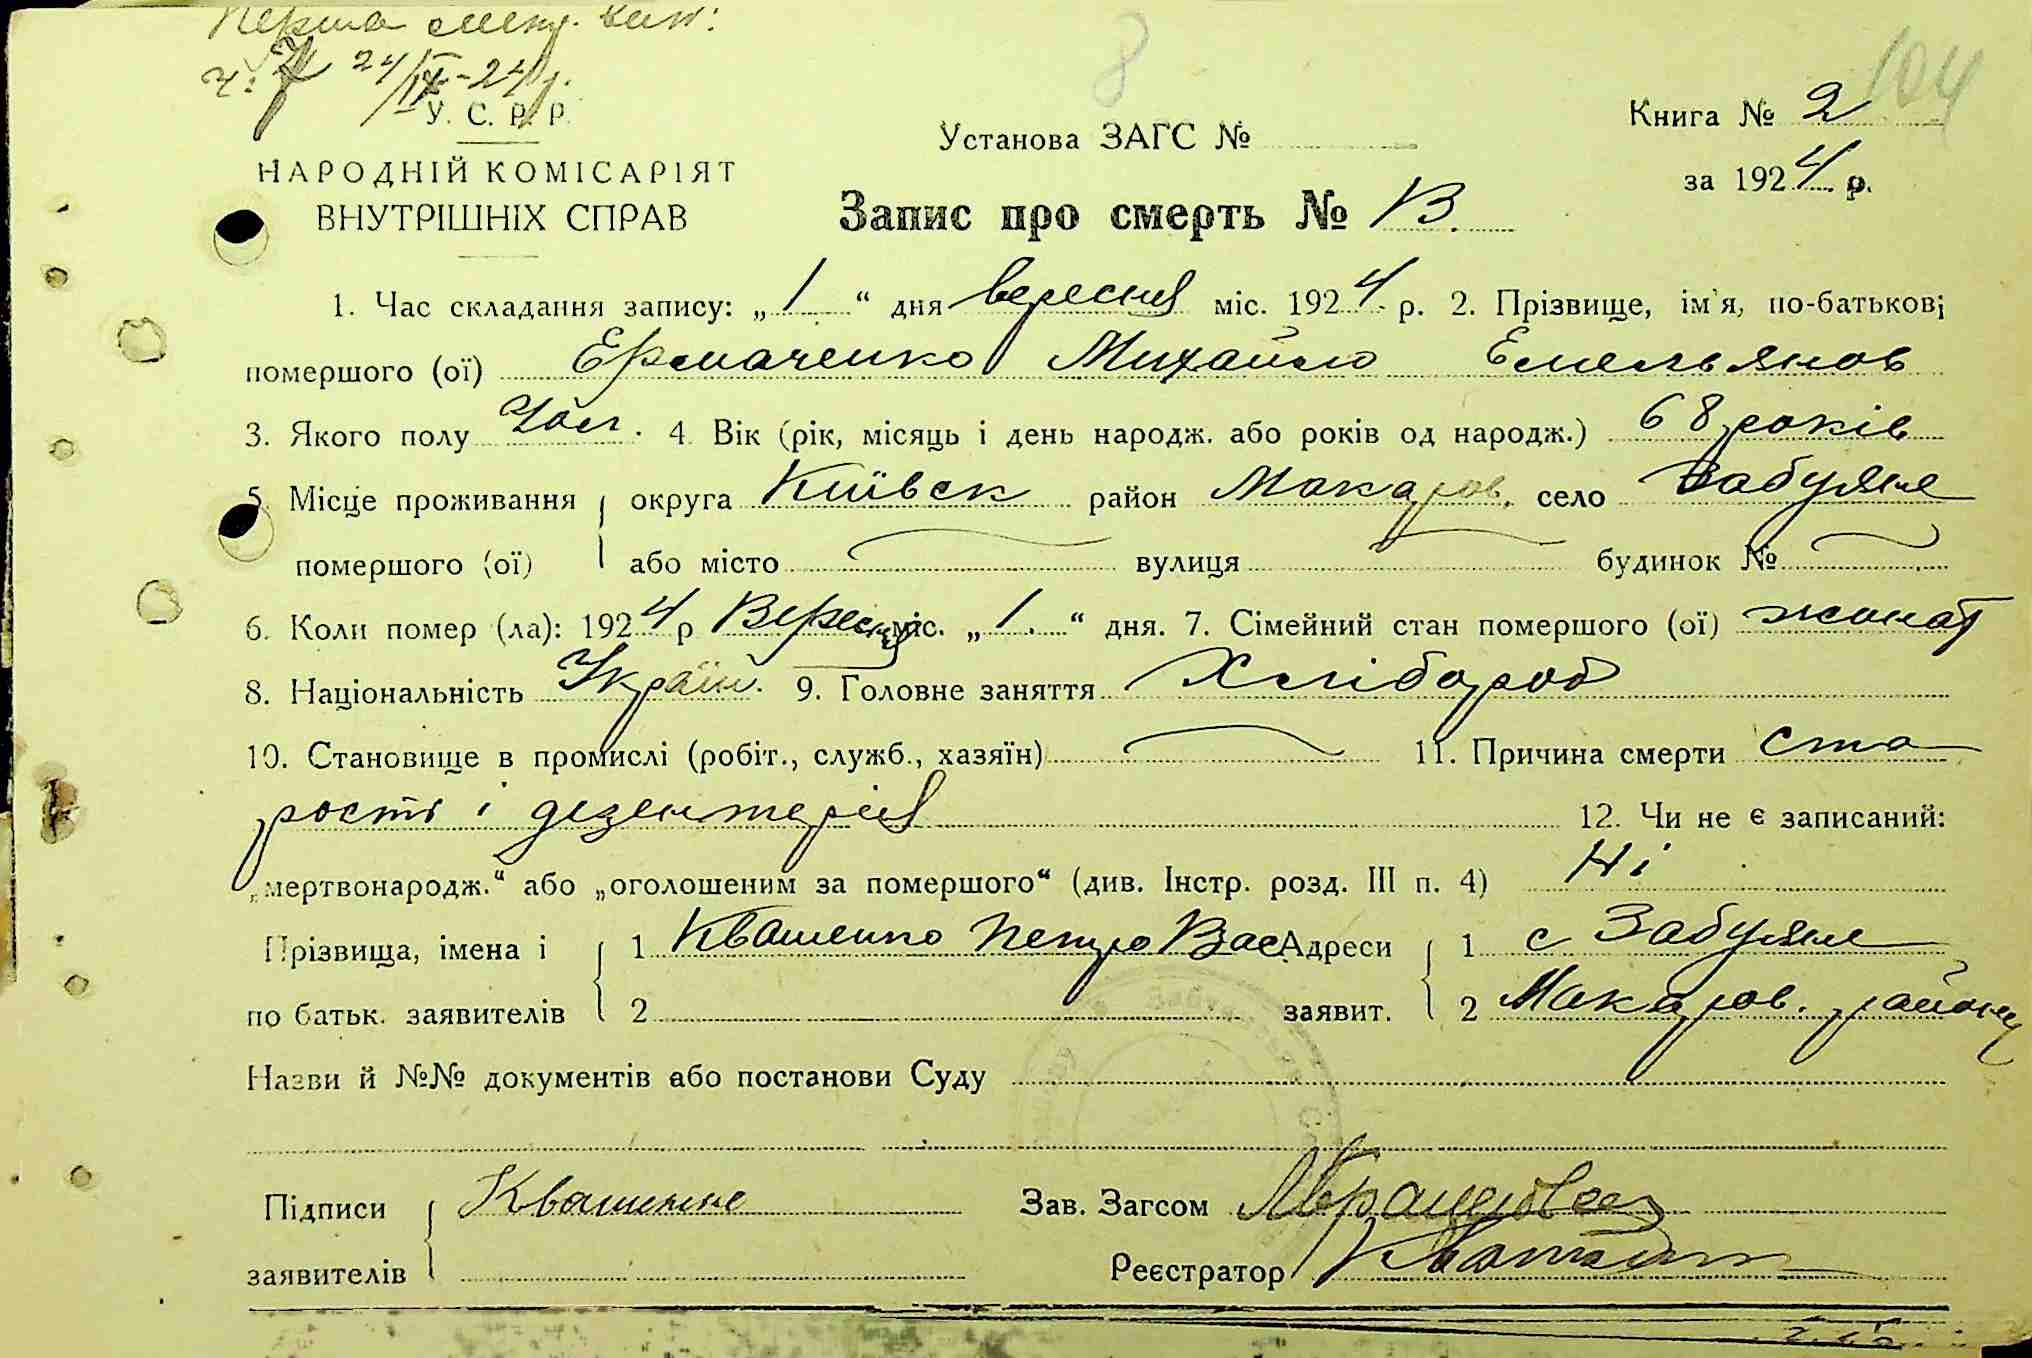 Перша смен. вип:
ч: 7 24/IX-24 р.
8
104
У. С. Р. Р.
Книга № 2
Установа ЗАГС №
НАРОДНІЙ КОМІСАРІЯТ
за 1924 р.
ВНУТРІШНІХ СПРАВ
Запис про смерть № В.
1. Час складання запису: „1“ дня вересня міс. 1924 р. 2. Прізвище, ім'я, по-батькові
помершого (ої) Ермаченко Михайло Емельянов
3. Якого полу Чол. 4. Вік (рік, місяць і день народж. або років од народж.) 68 років
5. Місце проживання округа Київск район Макаров. село Забуяне
помершого (ої) або місто вулиця будинок №
6. Коли помер (ла): 1924 р Вересня міс. „1.“ дня. 7. Сімейний стан помершого (ої) жонат
8. Національність Україн. 9. Головне заняття Хлібороб
10. Становище в промислі (робіт., служб., хазяїн) 11. Причина смерти ста
рость і дезентерія
12. Чи не є записаний:
„мертвонародж.“ або „оголошеним за помершого“ (див. Інстр. розд. III п. 4) Ні
Прізвища, імена і 1 Квашенко Петро Вас Адреси 1 с Забуяне
по батьк. заявителів 2 заявит. 2 Макаров. району
Назви й №№ документів або постанови Суду
Підписи Квашенко Зав. Загсом
заявителів Реєстратор